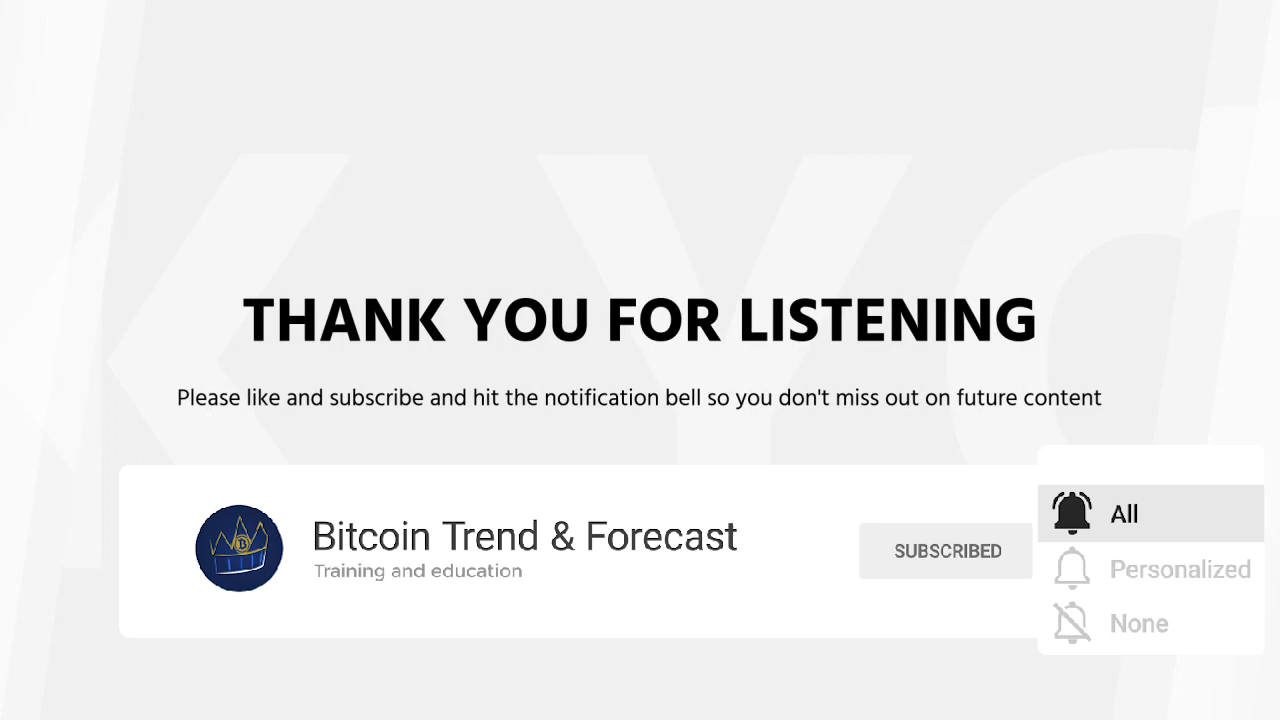 THANK YOU FOR LISTENING
Please like and subscribe and hit the notification bell so you don't miss out on future content
Bitcoin Trend & Forecast
Training and education
SUBSCRIBED
All
Personalized
None